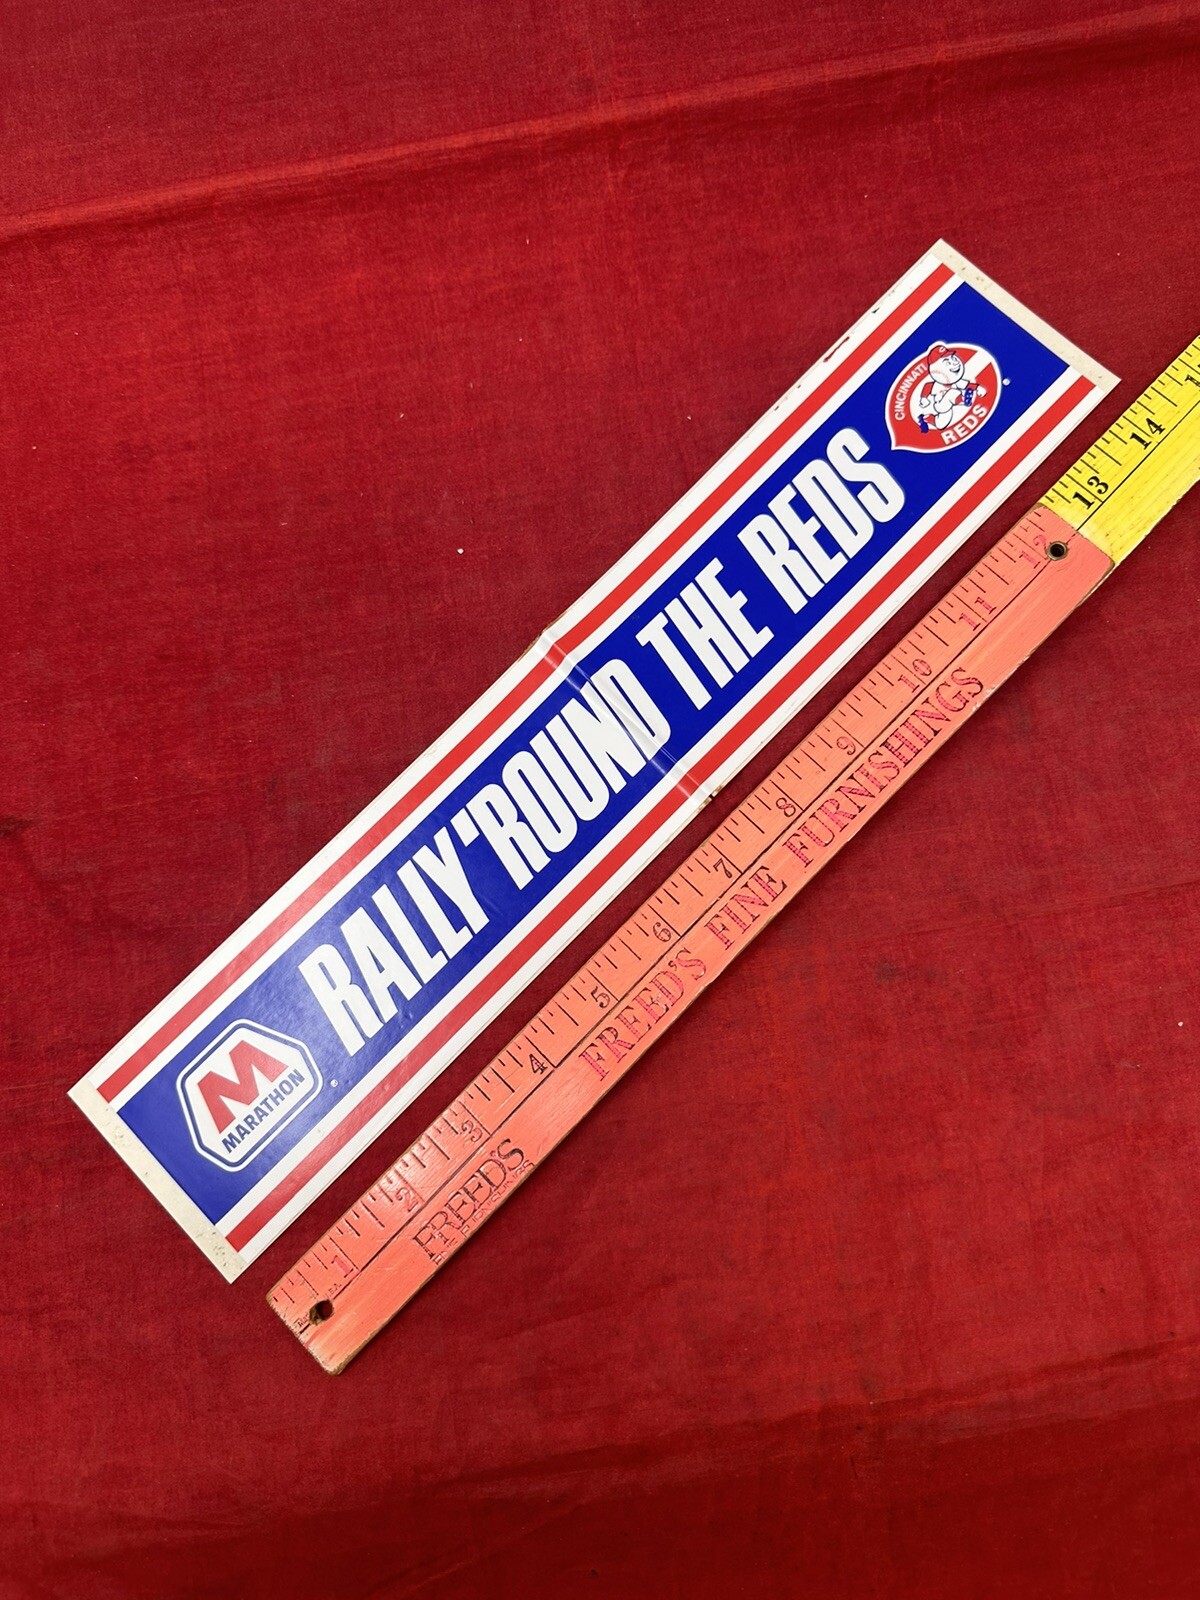 RALLY 'ROUND THE REDS
M
MARATHON
CINCINNATI
REDS
1 2 3 4 5 6 7 8 9 10 11 12 13 14
FREED'S
FREED'S FINE FURNISHINGS